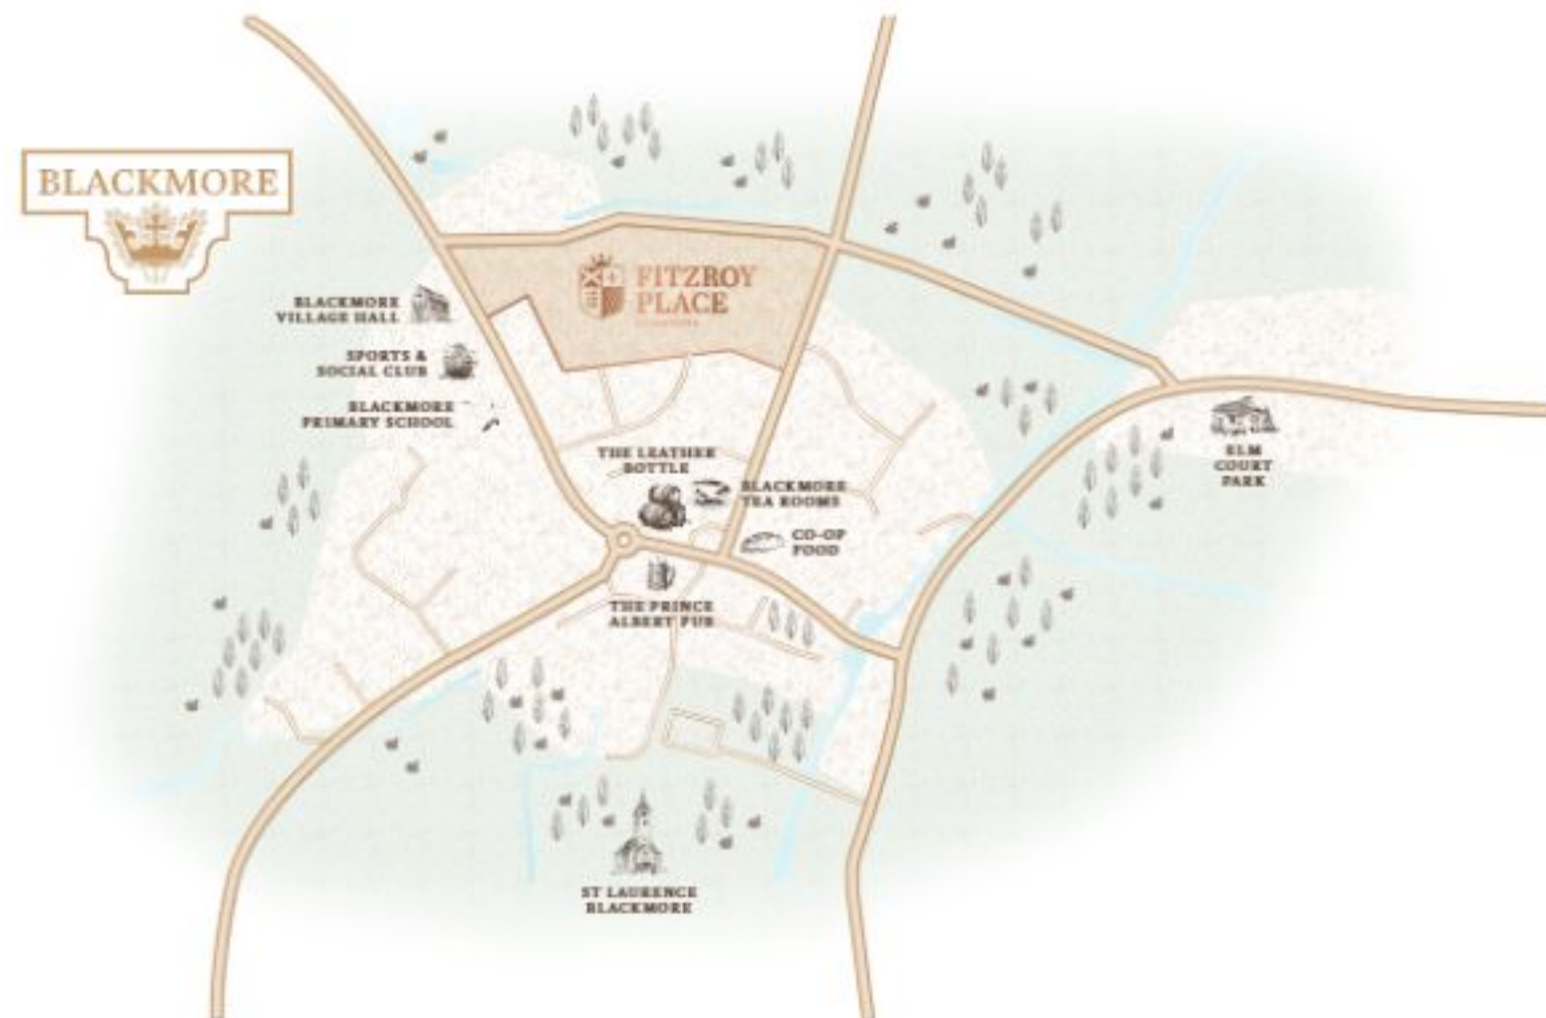 BLACKMORE
FITZROY
PLACE
BLACKMORE
VILLAGE HALL
SPORTS &
SOCIAL CLUB
BLACKMORE
PRIMARY SCHOOL
THE LEATHER
BOTTLE
BLACKMORE
TEA ROOMS
CO-OP
FOOD
THE PRINCE
ALBERT PUB
ELM
COURT
PARK
ST LAURENCE
BLACKMORE